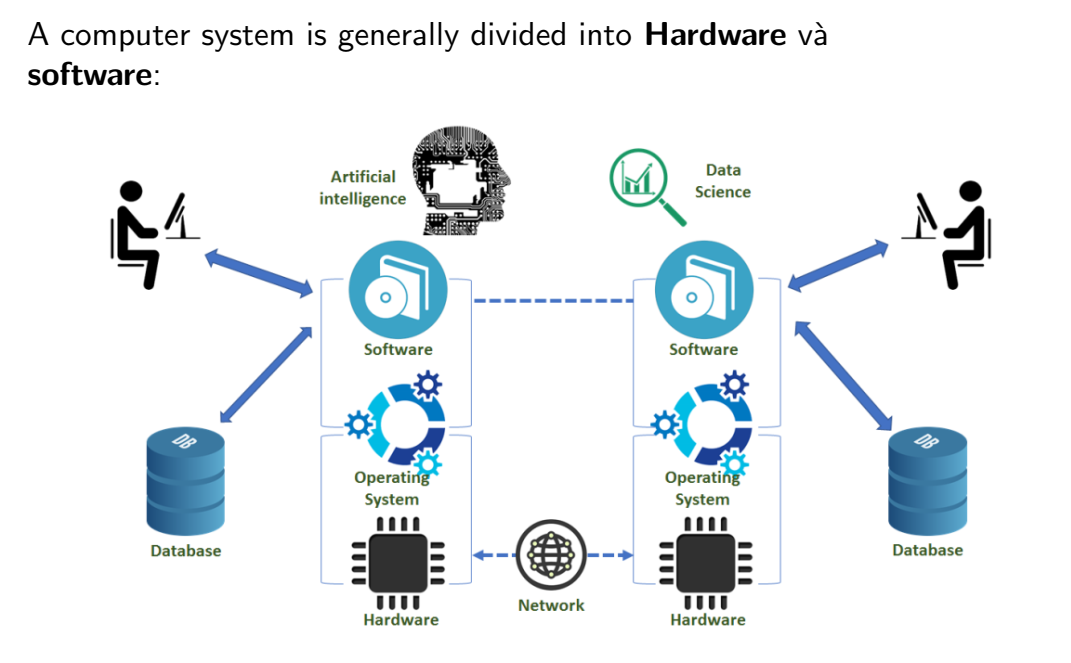 A computer system is generally divided into Hardware và
software:
Artificial
intelligence
Data
Science
Software
Software
DB
DB
Operating
System
Operating
System
Database
Database
Hardware
Network
Hardware